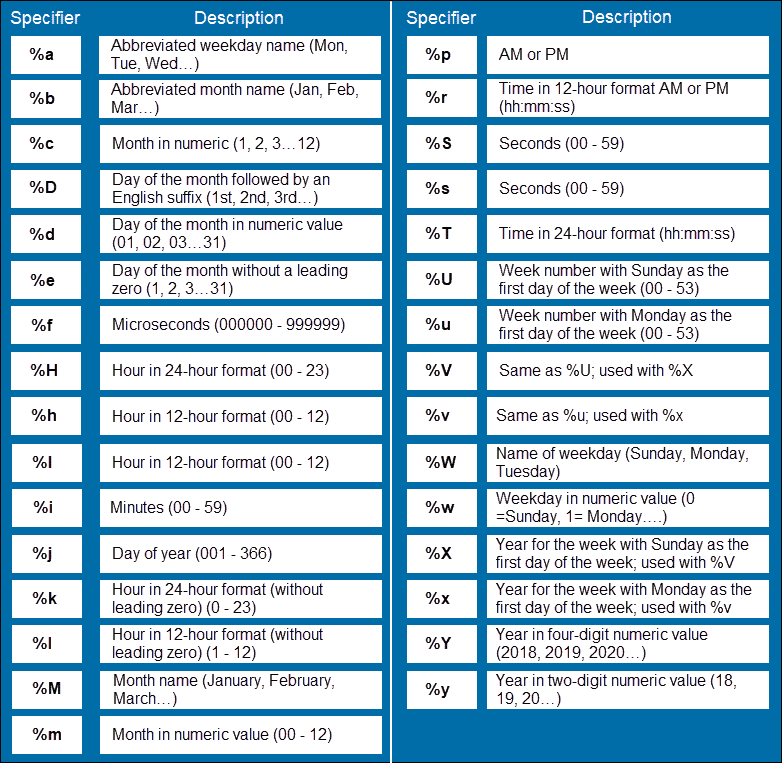 Specifier Description
%a Abbreviated weekday name (Mon,
Tue, Wed…)
%b Abbreviated month name (Jan, Feb,
Mar…)
%c Month in numeric (1, 2, 3…12)
%D Day of the month followed by an
English suffix (1st, 2nd, 3rd…)
%d Day of the month in numeric value
(01, 02, 03…31)
%e Day of the month without a leading
zero (1, 2, 3…31)
%f Microseconds (000000 - 999999)
%H Hour in 24-hour format (00 - 23)
%h Hour in 12-hour format (00 - 12)
%I Hour in 12-hour format (00 - 12)
%i Minutes (00 - 59)
%j Day of year (001 - 366)
%k Hour in 24-hour format (without
leading zero) (0 - 23)
%l Hour in 12-hour format (without
leading zero) (1 - 12)
%M Month name (January, February,
March…)
%m Month in numeric value (00 - 12)
Specifier Description
%p AM or PM
%r Time in 12-hour format AM or PM
(hh:mm:ss)
%S Seconds (00 - 59)
%s Seconds (00 - 59)
%T Time in 24-hour format (hh:mm:ss)
%U Week number with Sunday as the
first day of the week (00 - 53)
%u Week number with Monday as the
first day of the week (00 - 53)
%V Same as %U; used with %X
%v Same as %u; used with %x
%W Name of weekday (Sunday, Monday,
Tuesday)
%w Weekday in numeric value (0
=Sunday, 1= Monday….)
%X Year for the week with Sunday as the
first day of the week; used with %V
%x Year for the week with Monday as the
first day of the week; used with %v
%Y Year in four-digit numeric value
(2018, 2019, 2020…)
%y Year in two-digit numeric value (18,
19, 20…)